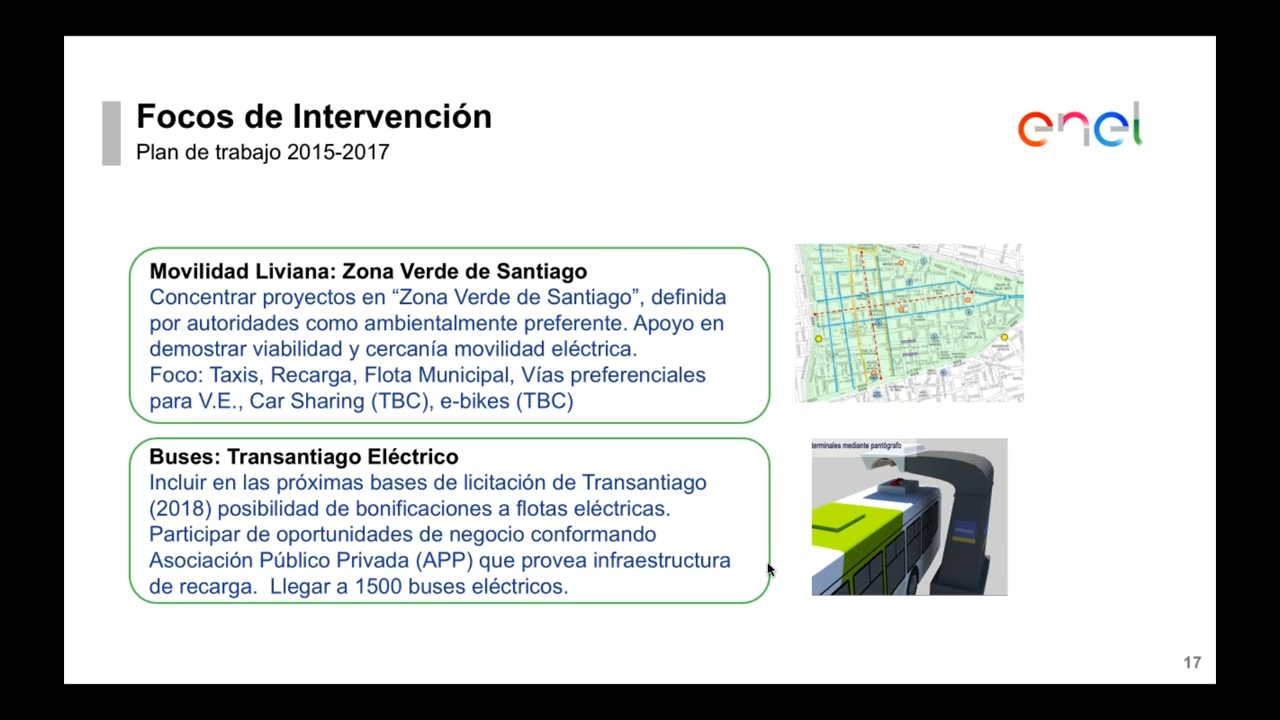 Focos de Intervención
Plan de trabajo 2015-2017
enel
Movilidad Liviana: Zona Verde de Santiago
Concentrar proyectos en “Zona Verde de Santiago”, definida
por autoridades como ambientalmente preferente. Apoyo en
demostrar viabilidad y cercanía movilidad eléctrica.
Foco: Taxis, Recarga, Flota Municipal, Vías preferenciales
para V.E., Car Sharing (TBC), e-bikes (TBC)
Buses: Transantiago Eléctrico
Incluir en las próximas bases de licitación de Transantiago
(2018) posibilidad de bonificaciones a flotas eléctricas.
Participar de oportunidades de negocio conformando
Asociación Público Privada (APP) que provea infraestructura
de recarga.  Llegar a 1500 buses eléctricos.
terminales mediante pantógrafo
17